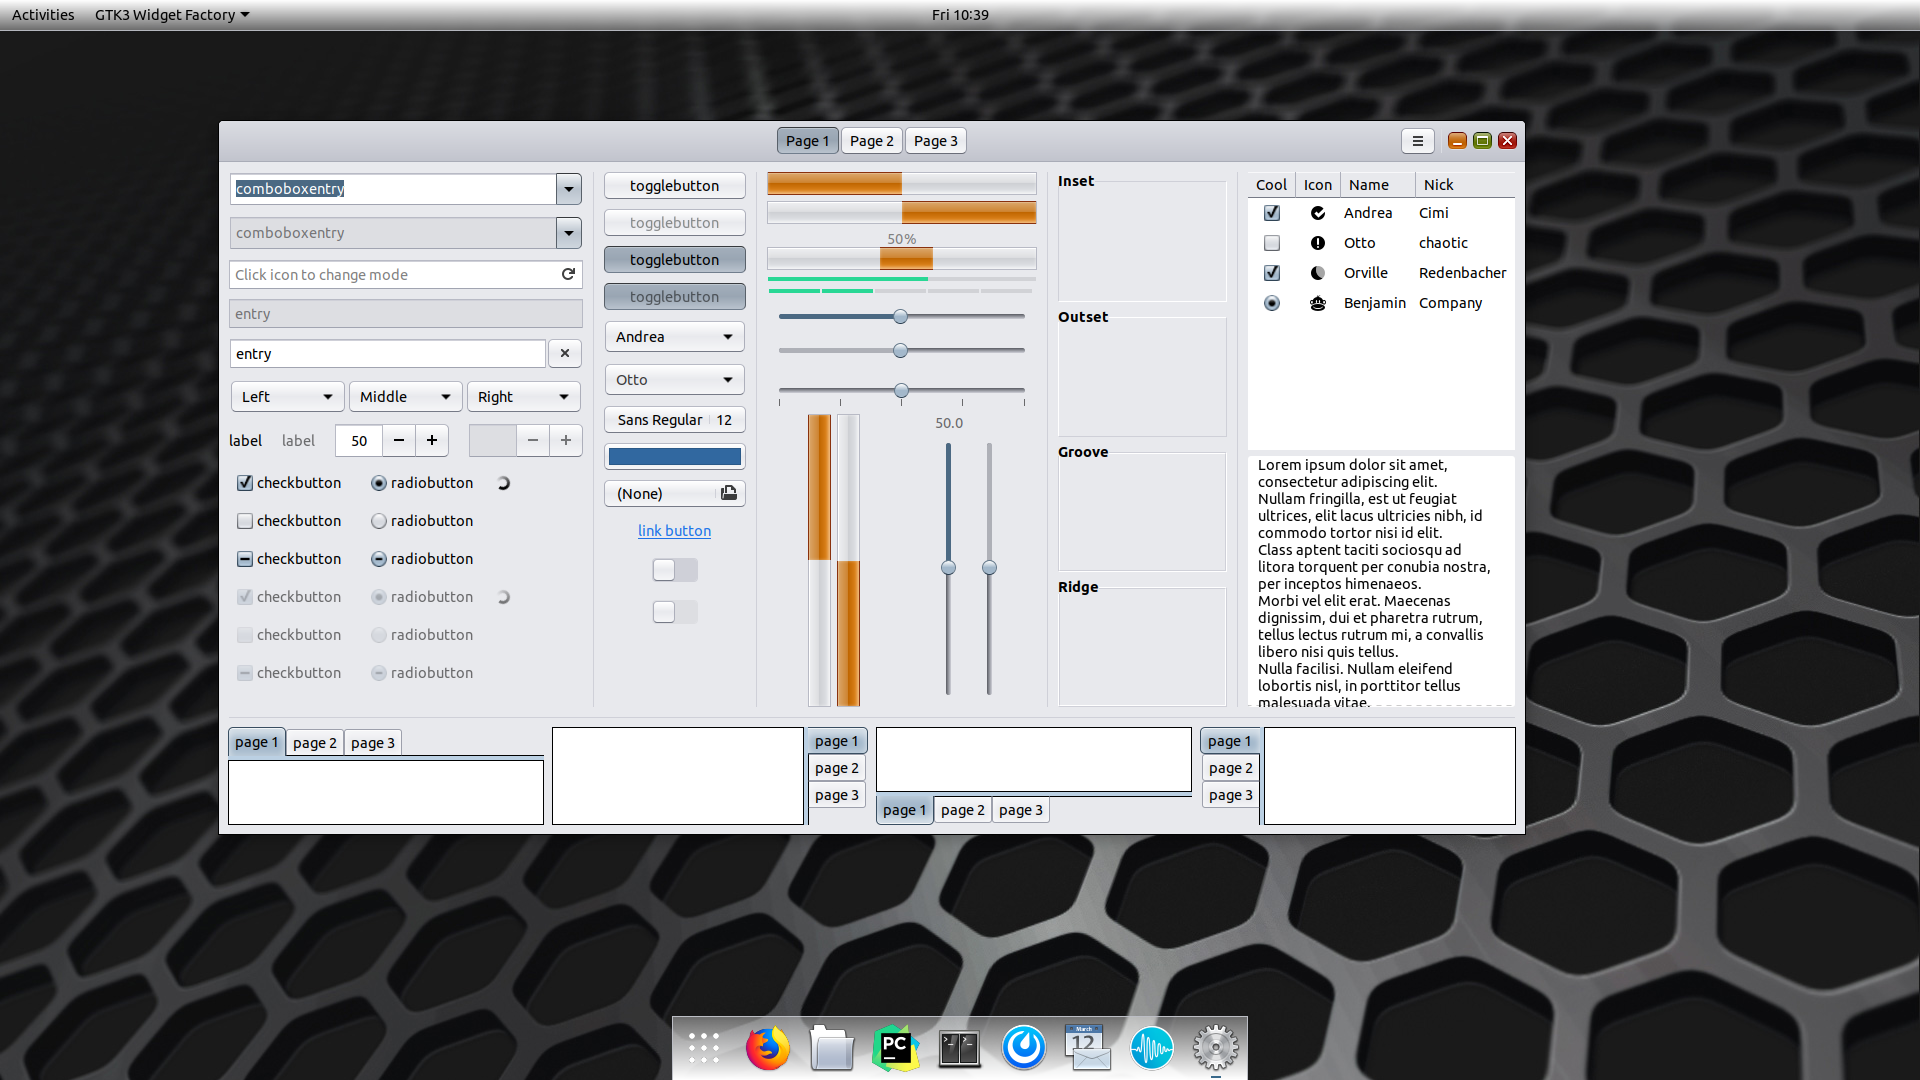 Activities
GTK3 Widget Factory
Fri 10:39
Page 1
Page 2
Page 3
comboboxentry
comboboxentry
Click icon to change mode
entry
entry
Left
Middle
Right
label
label
50
checkbutton
radiobutton
checkbutton
radiobutton
checkbutton
radiobutton
checkbutton
radiobutton
checkbutton
radiobutton
checkbutton
radiobutton
togglebutton
togglebutton
togglebutton
togglebutton
Andrea
Otto
Sans Regular 12
(None)
link button
50%
50.0
Inset
Outset
Groove
Ridge
Cool Icon Name Nick
Andrea Cimi
Otto chaotic
Orville Redenbacher
Benjamin Company
Lorem ipsum dolor sit amet,
consectetur adipiscing elit.
Nullam fringilla, est ut feugiat
ultrices, elit lacus ultricies nibh, id
commodo tortor nisi id elit.
Class aptent taciti sociosqu ad
litora torquent per conubia nostra,
per inceptos himenaeos.
Morbi vel elit erat. Maecenas
dignissim, dui et pharetra rutrum,
tellus lectus rutrum mi, a convallis
libero nisi quis tellus.
Nulla facilisi. Nullam eleifend
lobortis nisl, in porttitor tellus
malesuada vitae.
page 1
page 2
page 3
page 1
page 2
page 3
page 1
page 2
page 3
page 1
page 2
page 3
PC
March
12